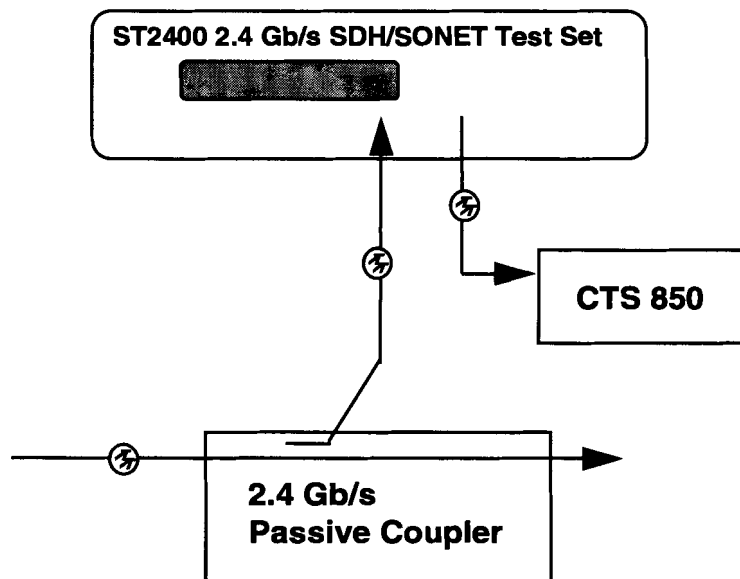 ST2400 2.4 Gb/s SDH/SONET Test Set
CTS 850
2.4 Gb/s
Passive Coupler